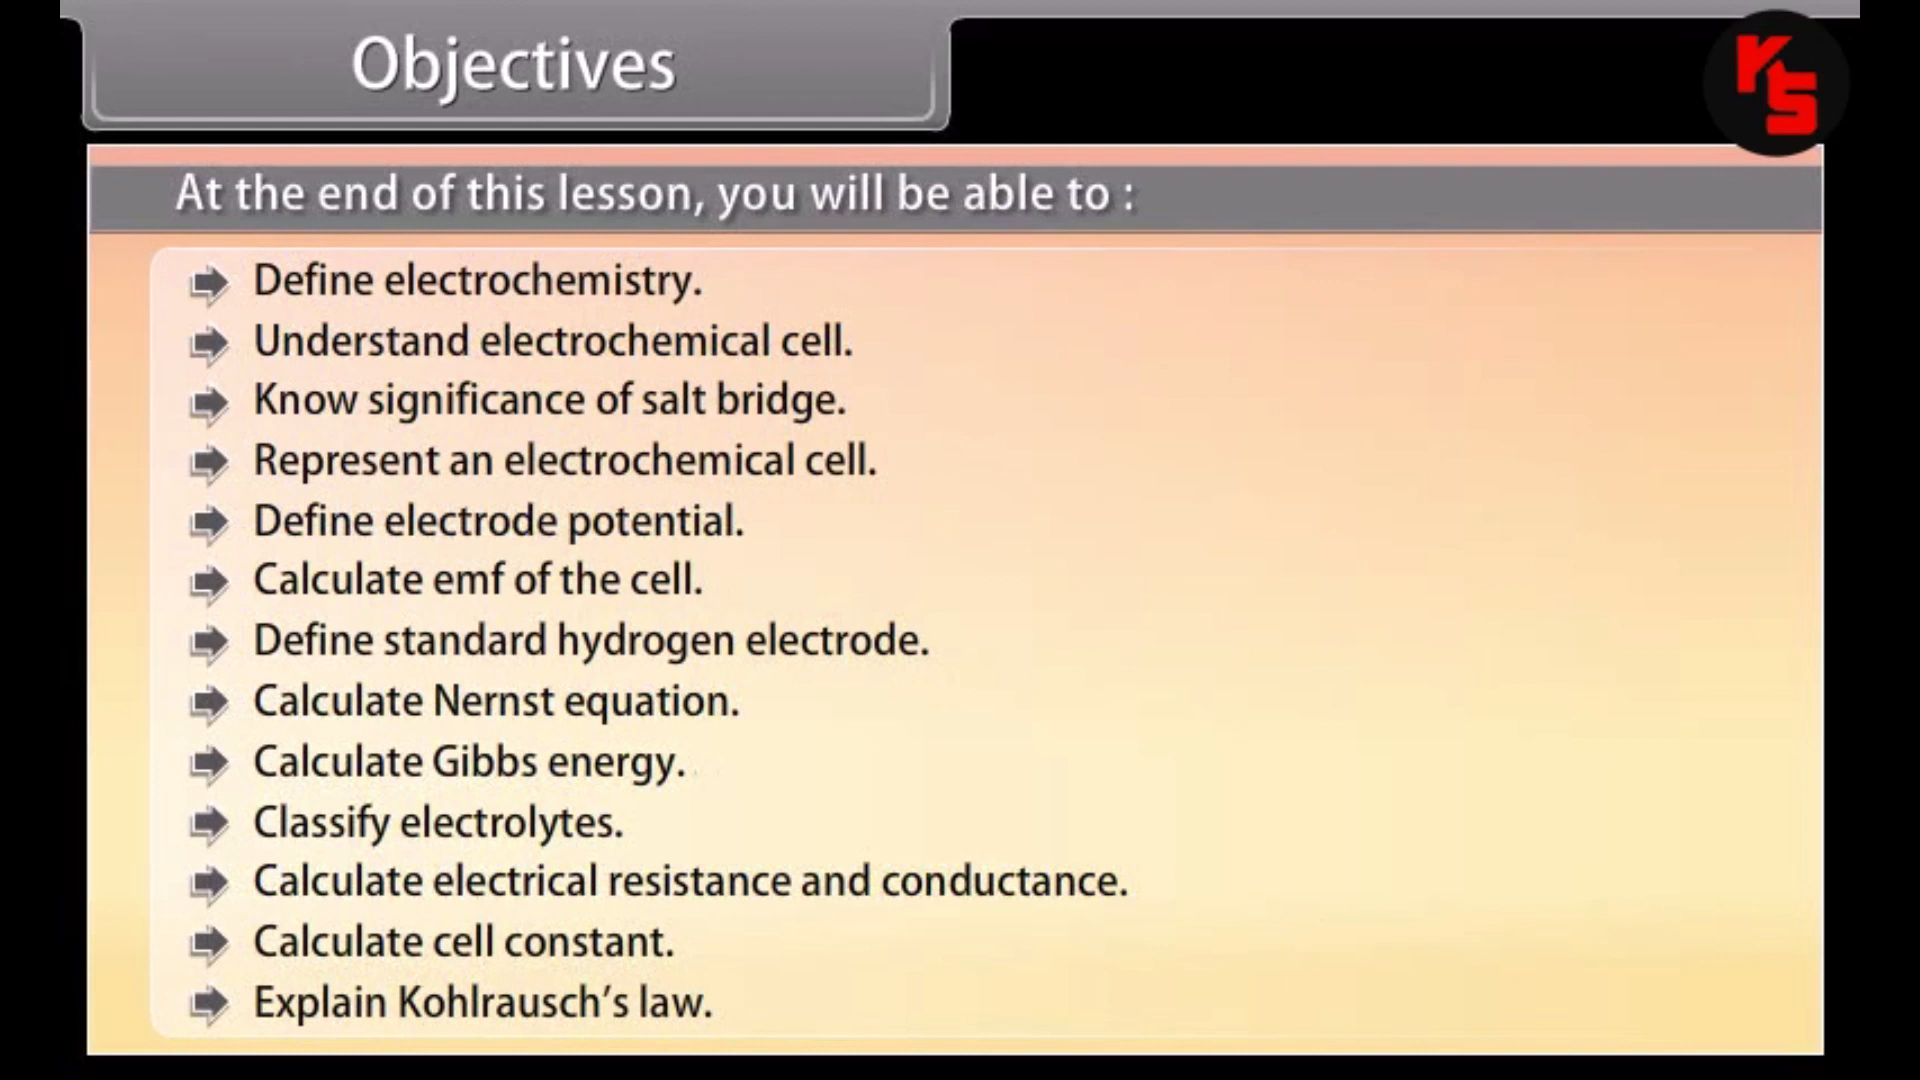 Objectives
KS
At the end of this lesson, you will be able to :
Define electrochemistry.
Understand electrochemical cell.
Know significance of salt bridge.
Represent an electrochemical cell.
Define electrode potential.
Calculate emf of the cell.
Define standard hydrogen electrode.
Calculate Nernst equation.
Calculate Gibbs energy.
Classify electrolytes.
Calculate electrical resistance and conductance.
Calculate cell constant.
Explain Kohlrausch’s law.